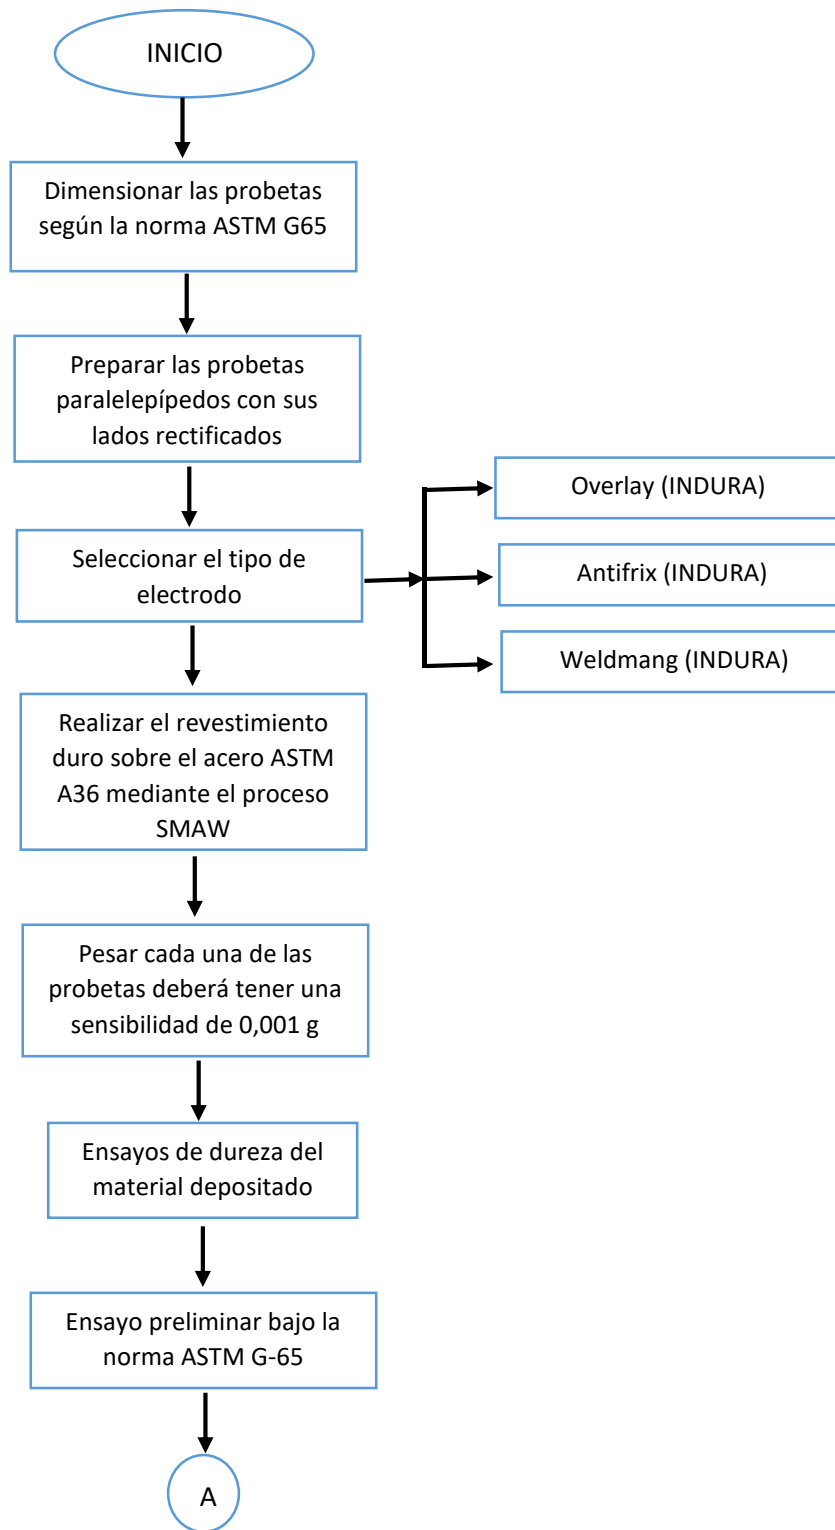 INICIO
Dimensionar las probetas
según la norma ASTM G65
Preparar las probetas
paralelepípedos con sus
lados rectificados
Seleccionar el tipo de
electrodo
Overlay (INDURA)
Antifrix (INDURA)
Weldmang (INDURA)
Realizar el revestimiento
duro sobre el acero ASTM
A36 mediante el proceso
SMAW
Pesar cada una de las
probetas deberá tener una
sensibilidad de 0,001 g
Ensayos de dureza del
material depositado
Ensayo preliminar bajo la
norma ASTM G-65
A